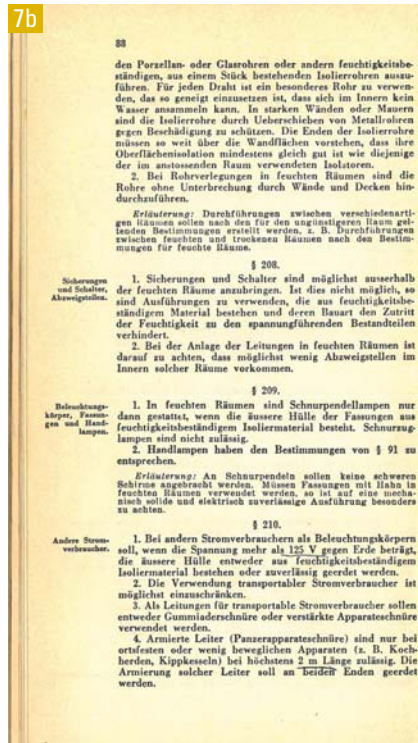 7b
88
den Porzellan- oder Glasrohren oder andern feuchtigkeitsbe-
ständigen, aus einem Stück bestehenden Isolierrohren auszu-
führen. Für jeden Draht ist ein besonderes Rohr zu verwen-
den, das so geneigt einzusetzen ist, dass sich im Innern kein
Wasser ansammeln kann. In starken Wänden oder Mauern
sind die Isolierrohre durch Ueberschieben von Metallrohren
gegen Beschädigung zu schützen. Die Enden der Isolierrohre
müssen so weit über die Wandflächen vorstehen, dass ihre
Oberflächenisolation mindestens gleich gut ist wie diejenige
der im anstossenden Raum verwendeten Isolatoren.
2. Bei Rohrverlegungen in feuchten Räumen sind die
Rohre ohne Unterbrechung durch Wände und Decken hin-
durchzuführen.
Erläuterung: Durchführungen zwischen verschiedenarti-
gen Räumen sollen nach den für den ungünstigeren Raum gel-
tenden Bestimmungen erstellt werden, z. B. Durchführungen
zwischen feuchten und trockenen Räumen nach den Bestim-
mungen für feuchte Räume.
§ 208.
Sicherungen
und Schalter,
Abzweigstellen.
1. Sicherungen und Schalter sind möglichst ausserhalb
der feuchten Räume anzubringen. Ist dies nicht möglich, so
sind Ausführungen zu verwenden, die aus feuchtigkeitsbe-
ständigem Material bestehen und deren Bauart den Zutritt
der Feuchtigkeit zu den spannungführenden Bestandteilen
verhindert.
2. Bei der Anlage der Leitungen in feuchten Räumen ist
darauf zu achten, dass möglichst wenig Abzweigstellen im
Innern solcher Räume vorkommen.
§ 209.
Beleuchtungs-
körper, Fassun-
gen und Hand-
lampen.
1. In feuchten Räumen sind Schnurpendellampen nur
dann gestattet, wenn die äussere Hülle der Fassungen aus
feuchtigkeitsbeständigem Isoliermaterial besteht. Schnurzug-
lampen sind nicht zulässig.
2. Handlampen haben den Bestimmungen von § 91 zu
entsprechen.
Erläuterung: An Schnurpendeln sollen keine schweren
Schirme angebracht werden. Müssen Fassungen mit Hahn in
feuchten Räumen verwendet werden, so ist auf eine mecha-
nisch solide und elektrisch zuverlässige Ausführung besonders
zu achten.
§ 210.
Andere Strom-
verbraucher.
1. Bei andern Stromverbrauchern als Beleuchtungskörpern
soll, wenn die Spannung mehr als 125 V gegen Erde beträgt,
die äussere Hülle entweder aus feuchtigkeitsbeständigem
Isoliermaterial bestehen oder zuverlässig geerdet werden.
2. Die Verwendung transportabler Stromverbraucher ist
möglichst einzuschränken.
3. Als Leitungen für transportable Stromverbraucher sollen
entweder Gummiaderschnüre oder verstärkte Apparateschnüre
verwendet werden.
4. Armierte Leiter (Panzerapparateschnüre) sind nur bei
ortsfesten oder wenig beweglichen Apparaten (z. B. Koch-
herden, Kippkesseln) bei höchstens 2 m Länge zulässig. Die
Armierung solcher Leiter soll an beiden Enden geerdet
werden.